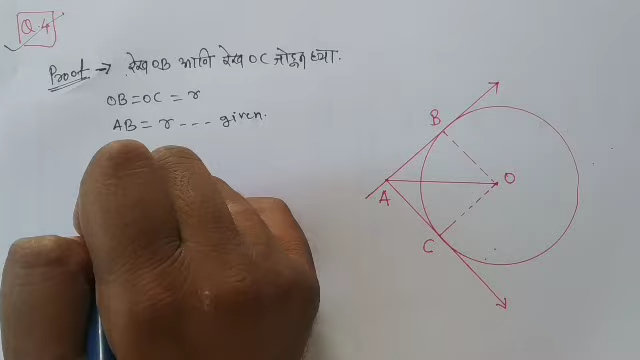 Q.4
Proof → रेख OB आणि रेख OC जोडून घ्या.
OB = OC = r
AB = r --- given.
B
O
A
C